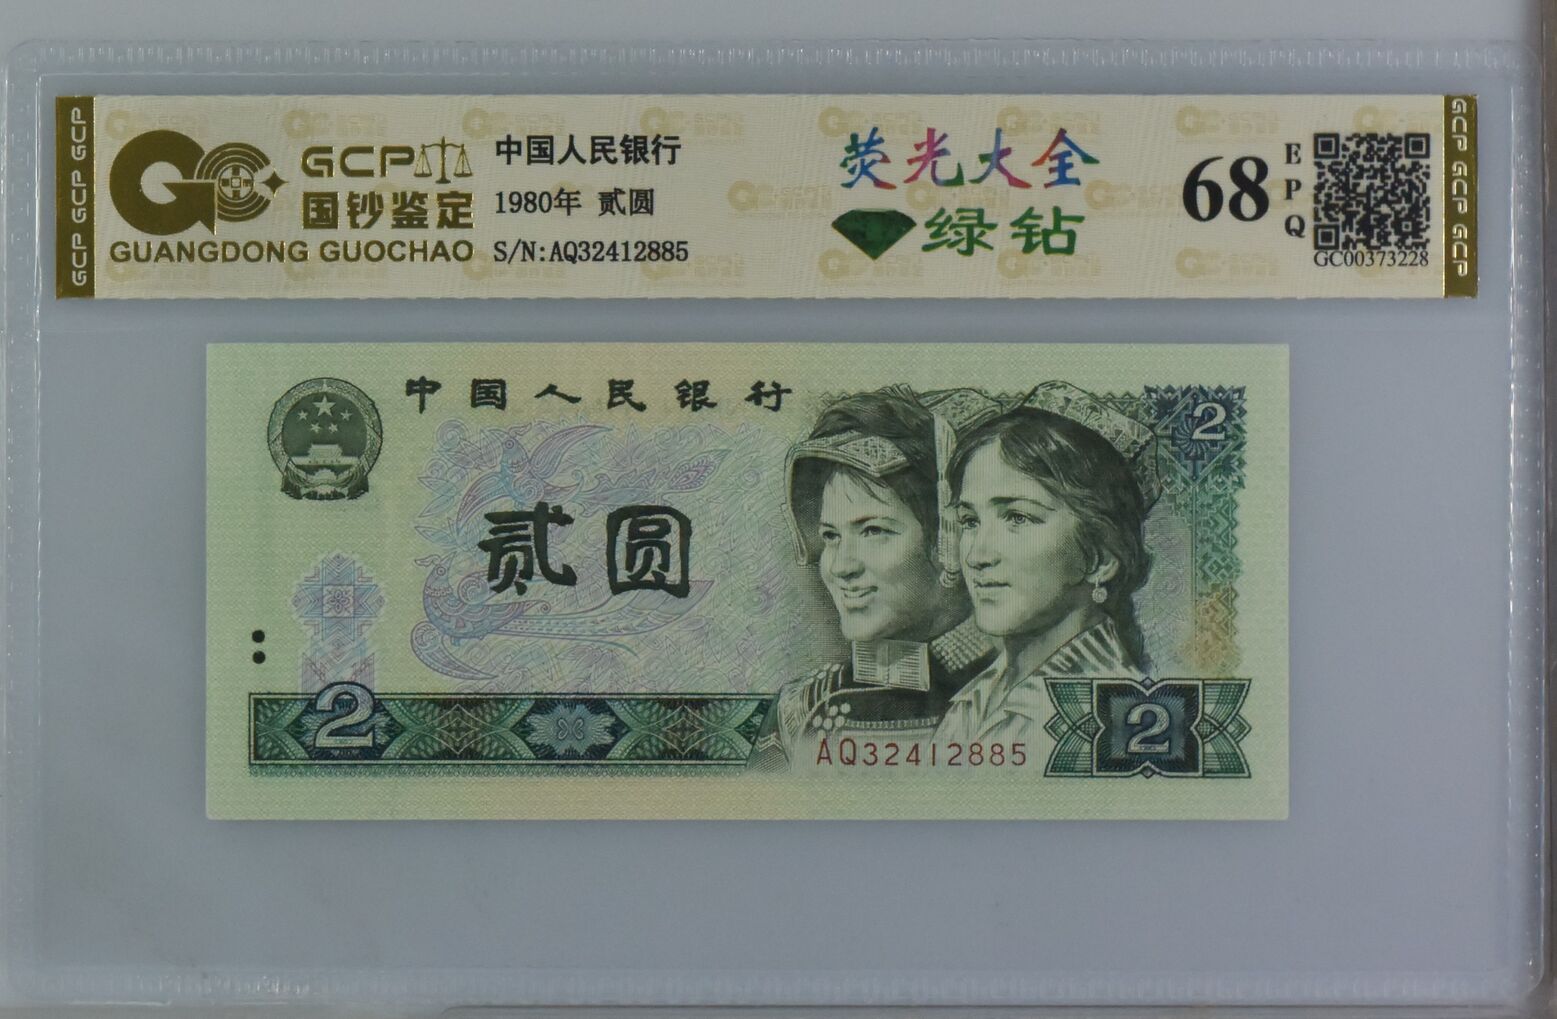 GCP
国钞鉴定
GUANGDONG GUOCHAO
中国人民银行
1980年 贰圆
S/N:AQ32412885
荧光大全
绿钻
68
EPQ
GC00373228
GCP GCP GCP
GCP GCP GCP
中国人民银行
2
贰圆
2
2
AQ32412885